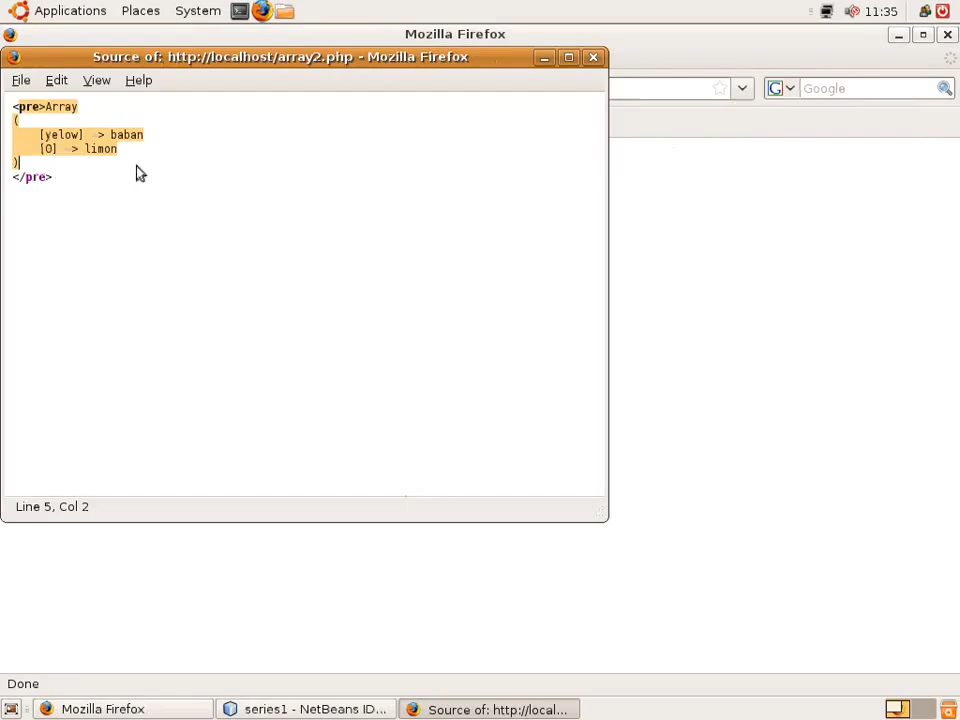 Applications Places System 11:35
Mozilla Firefox
Source of: http://localhost/array2.php - Mozilla Firefox
File Edit View Help
G Google
<pre>Array
(
[yelow] => baban
[0] => limon
)
</pre>
Line 5, Col 2
Done
Mozilla Firefox series1 - NetBeans ID... Source of: http://local...